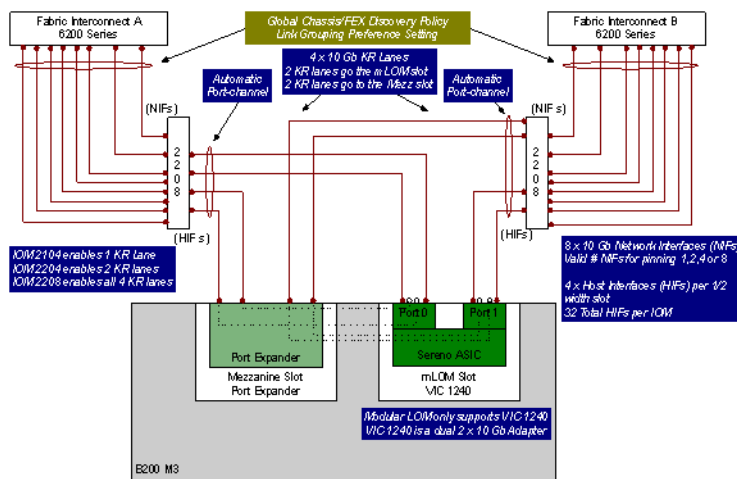 Fabric Interconnect A
6200 Series
Global Chassis/FEX Discovery Policy
Link Grouping Preference Setting
Fabric Interconnect B
6200 Series
4 x 10 Gb KR Lanes
2 KR lanes go the mLOM slot
2 KR lanes go to the Mezz slot
Automatic
Port-channel
Automatic
Port-channel
(NIFs)
(NIFs)
2
2
0
8
2
2
0
8
(HIFs)
(HIFs)
IOM2104 enables 1 KR Lane
IOM2204 enables 2 KR lanes
IOM2208 enables all 4 KR lanes
8 x 10 Gb Network Interfaces (NIFs)
Valid # NIFs for pinning 1,2,4 or 8
4 x Host Interfaces (HIFs) per 1/2
width slot
32 Total HIFs per IOM
Port 0
Port 1
Port Expander
Sereno ASIC
Mezzanine Slot
Port Expander
mLOM Slot
VIC 1240
Modular LOM only supports VIC 1240
VIC 1240 is a dual 2 x 10 Gb Adapter
B200 M3